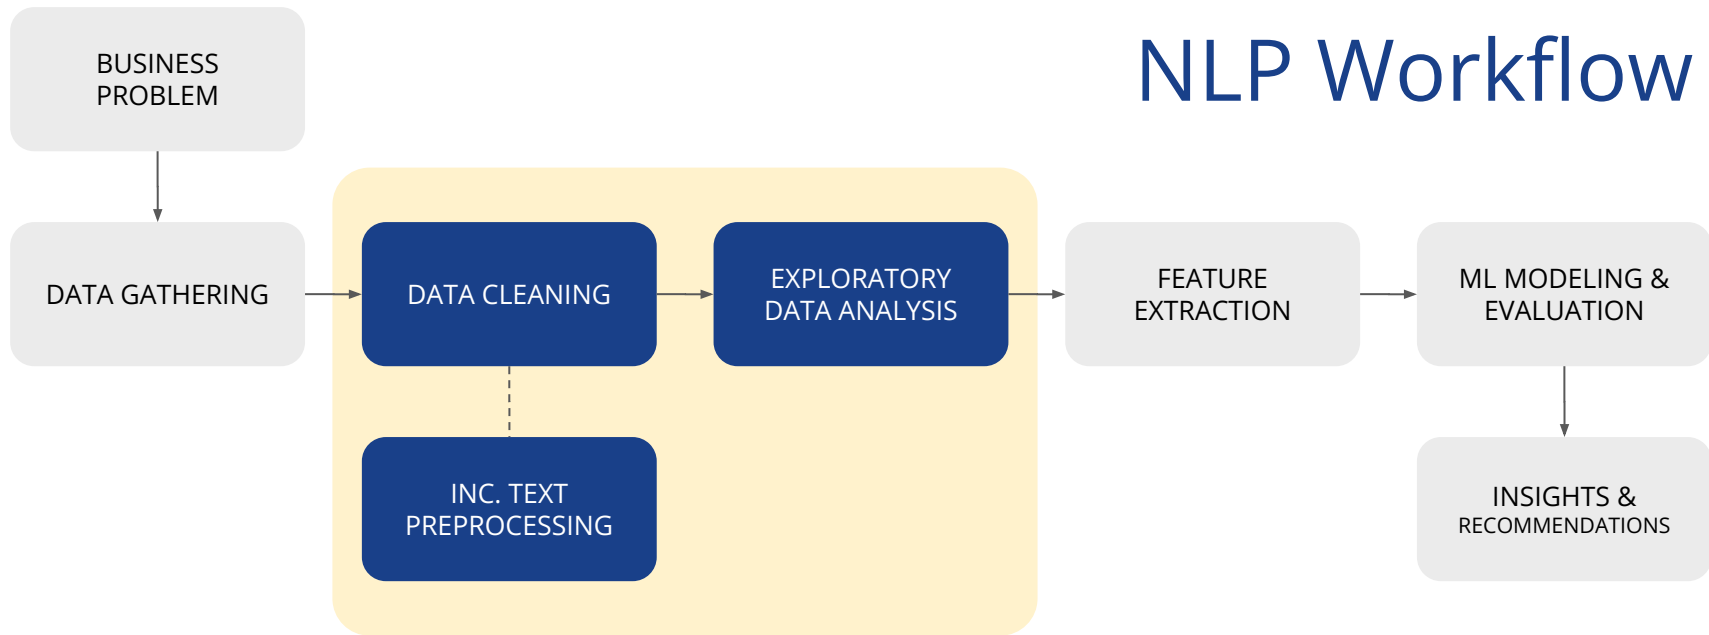 NLP Workflow
BUSINESS
PROBLEM
DATA GATHERING
DATA CLEANING
EXPLORATORY
DATA ANALYSIS
FEATURE
EXTRACTION
ML MODELING &
EVALUATION
INC. TEXT
PREPROCESSING
INSIGHTS &
RECOMMENDATIONS